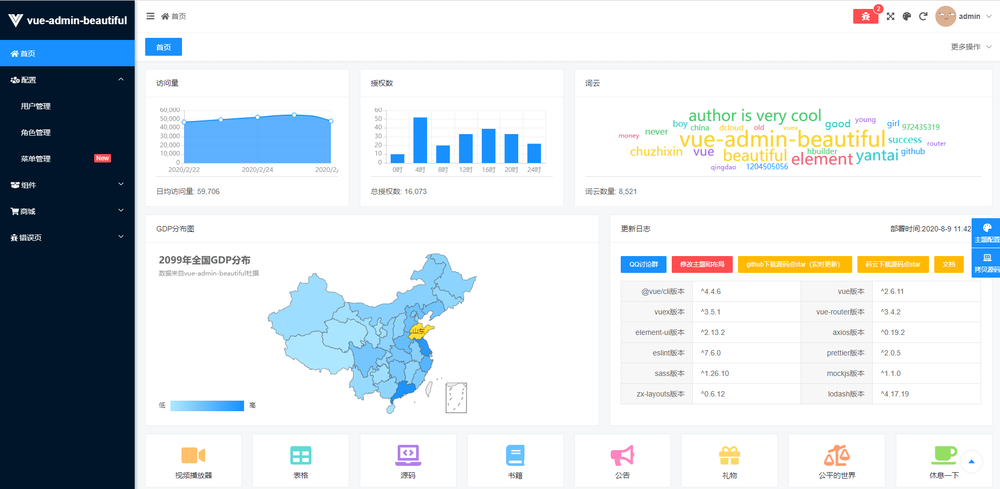 vue-admin-beautiful
首页
配置
用户管理
角色管理
菜单管理 New
组件
商城
错误页
首页
2
admin
首页
更多操作
访问量
60,000
50,000
40,000
30,000
20,000
10,000
0
2020/2/22 2020/2/24 2020/2/
日均访问量: 59,706
授权数
60
50
40
30
20
10
0
0时 4时 8时 12时 16时 20时 24时
总授权数: 16,073
词云
author is very cool
young
boy
good
girl
china
dcloud
old
vuex
972435319
never
money
vue-admin-beautiful
success
router
chuzhixin
vue
beautiful
hbuilder
element
yantai
github
qingdao
1204505056
词云数量: 8,521
GDP分布图
2099年全国GDP分布
数据来自vue-admin-beautiful杜撰
山东
低 高
更新日志 部署时间:2020-8-9 11:42
主题配置
拷贝源码
QQ讨论群 修改主题和布局 github下载源码点star（实时更新） 码云下载源码点star 文档
@vue/cli版本 ^4.4.6 vue版本 ^2.6.11
vuex版本 ^3.5.1 vue-router版本 ^3.4.2
element-ui版本 ^2.13.2 axios版本 ^0.19.2
eslint版本 ^7.6.0 prettier版本 ^2.0.5
sass版本 ^1.26.10 mockjs版本 ^1.1.0
zx-layouts版本 ^0.6.12 lodash版本 ^4.17.19
视频播放器 表格 源码 书籍 公告 礼物 公平的世界 休息一下